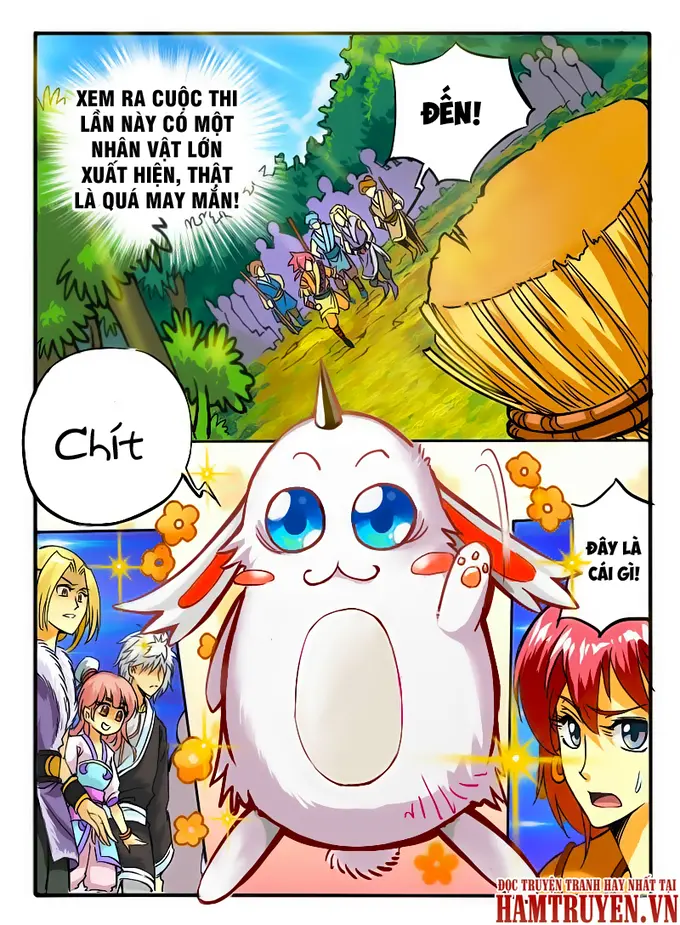 XEM RA CUỘC THI
LẦN NÀY CÓ MỘT
NHÂN VẬT LỚN
XUẤT HIỆN, THẬT
LÀ QUÁ MAY MẮN!
ĐẾN!
Chít
ĐÂY LÀ
CÁI GÌ!
ĐỌC TRUYỆN TRANH HAY NHẤT TẠI
HAMTRUYEN.VN